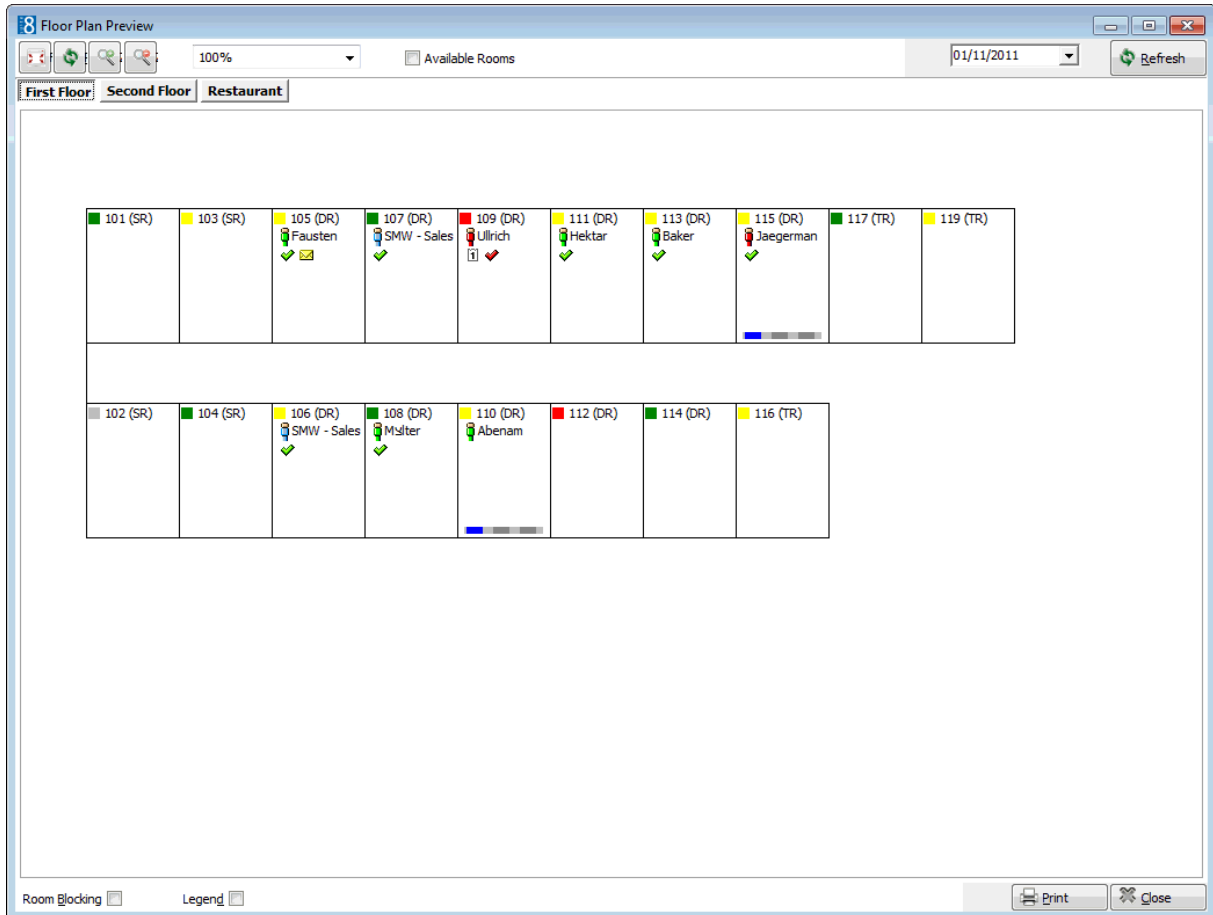 Floor Plan Preview
100%
Available Rooms
01/11/2011
Refresh
First Floor
Second Floor
Restaurant
101 (SR)
103 (SR)
105 (DR)
107 (DR)
109 (DR)
111 (DR)
113 (DR)
115 (DR)
117 (TR)
119 (TR)
Fausten
SMW - Sales
Ullrich
Hektar
Baker
Jaegerman
1
102 (SR)
104 (SR)
106 (DR)
108 (DR)
110 (DR)
112 (DR)
114 (DR)
116 (TR)
SMW - Sales
Abenam
Room Blocking
Legend
Print
Close